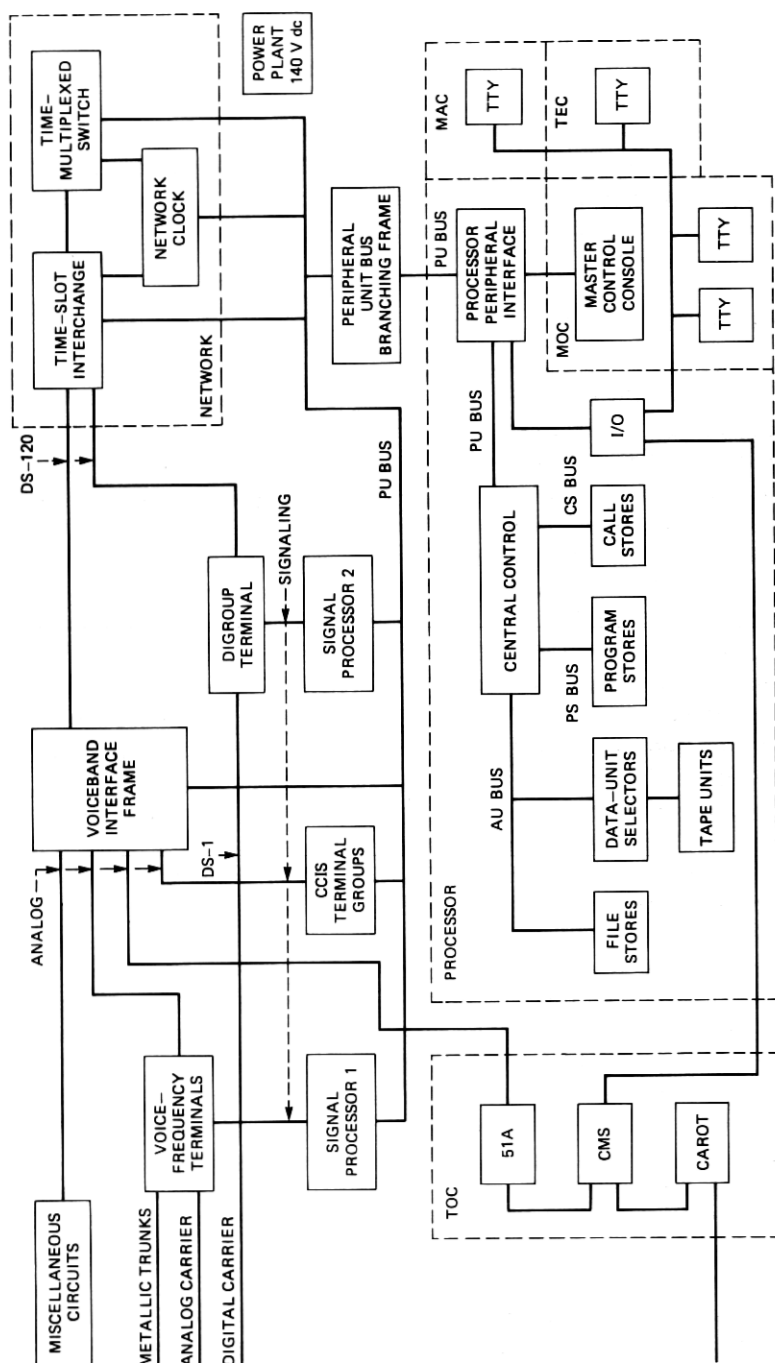 MISCELLANEOUS
CIRCUITS
METALLIC TRUNKS
ANALOG CARRIER
DIGITAL CARRIER
VOICE–
FREQUENCY
TERMINALS
SIGNAL
PROCESSOR 1
ANALOG
DS–1
CCIS
TERMINAL
GROUPS
VOICEBAND
INTERFACE
FRAME
DIGROUP
TERMINAL
SIGNALING
SIGNAL
PROCESSOR 2
DS–120
PU BUS
TIME–SLOT
INTERCHANGE
TIME–
MULTIPLEXED
SWITCH
NETWORK
CLOCK
NETWORK
POWER
PLANT
140 V dc
PERIPHERAL
UNIT BUS
BRANCHING FRAME
PU BUS
TOC
51A
CMS
CAROT
PROCESSOR
AU BUS
FILE
STORES
DATA–UNIT
SELECTORS
TAPE UNITS
CENTRAL CONTROL
PS BUS
PROGRAM
STORES
CS BUS
CALL
STORES
PU BUS
I/O
PROCESSOR
PERIPHERAL
INTERFACE
MOC
MASTER
CONTROL
CONSOLE
TTY
TTY
MAC
TTY
TEC
TTY